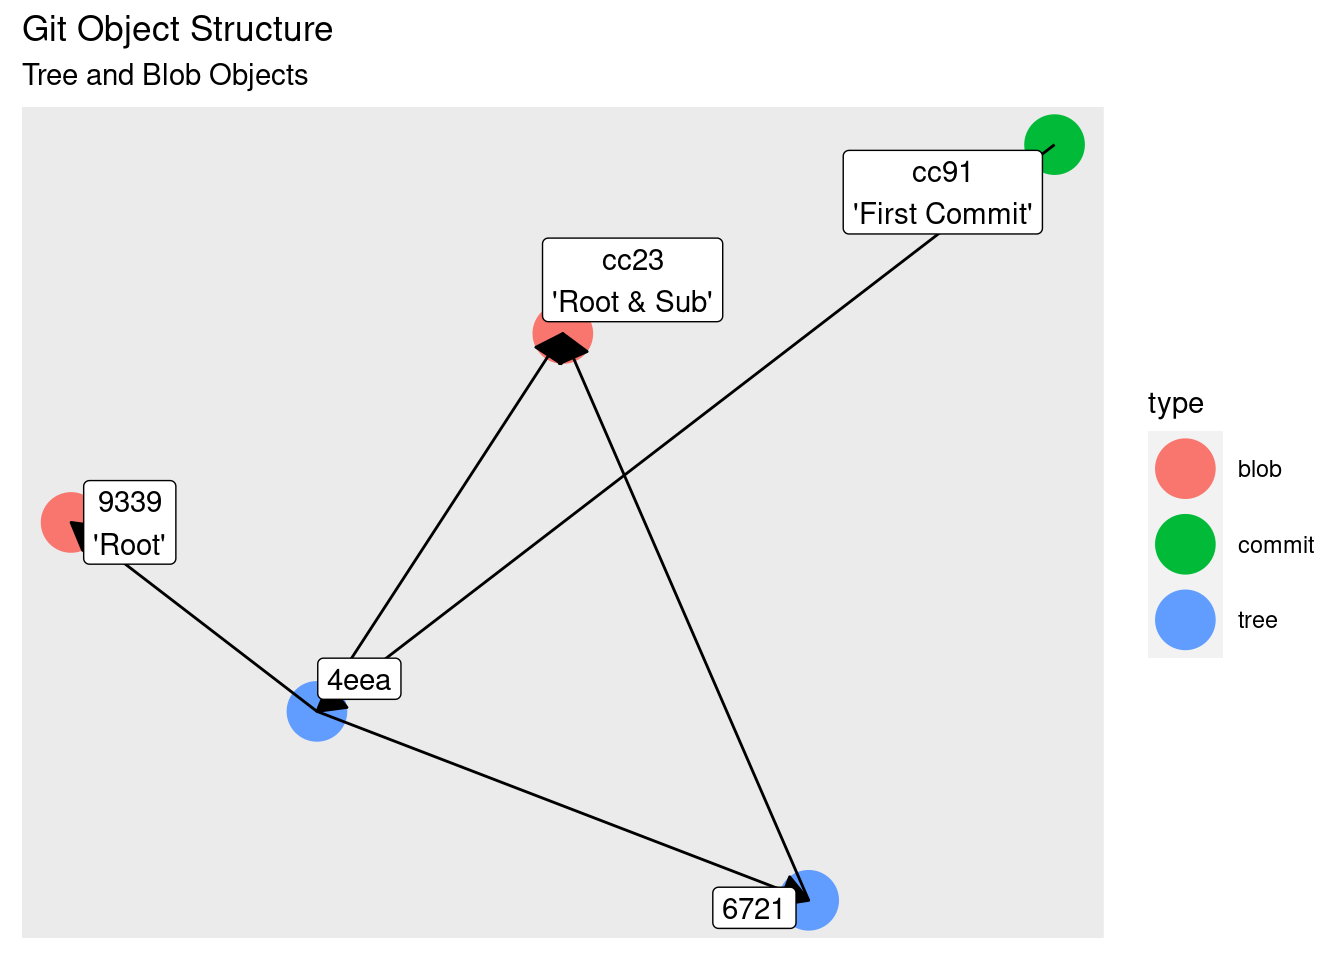 Git Object Structure
Tree and Blob Objects
cc91
'First Commit'
cc23
'Root & Sub'
9339
'Root'
4eea
6721
type
blob
commit
tree